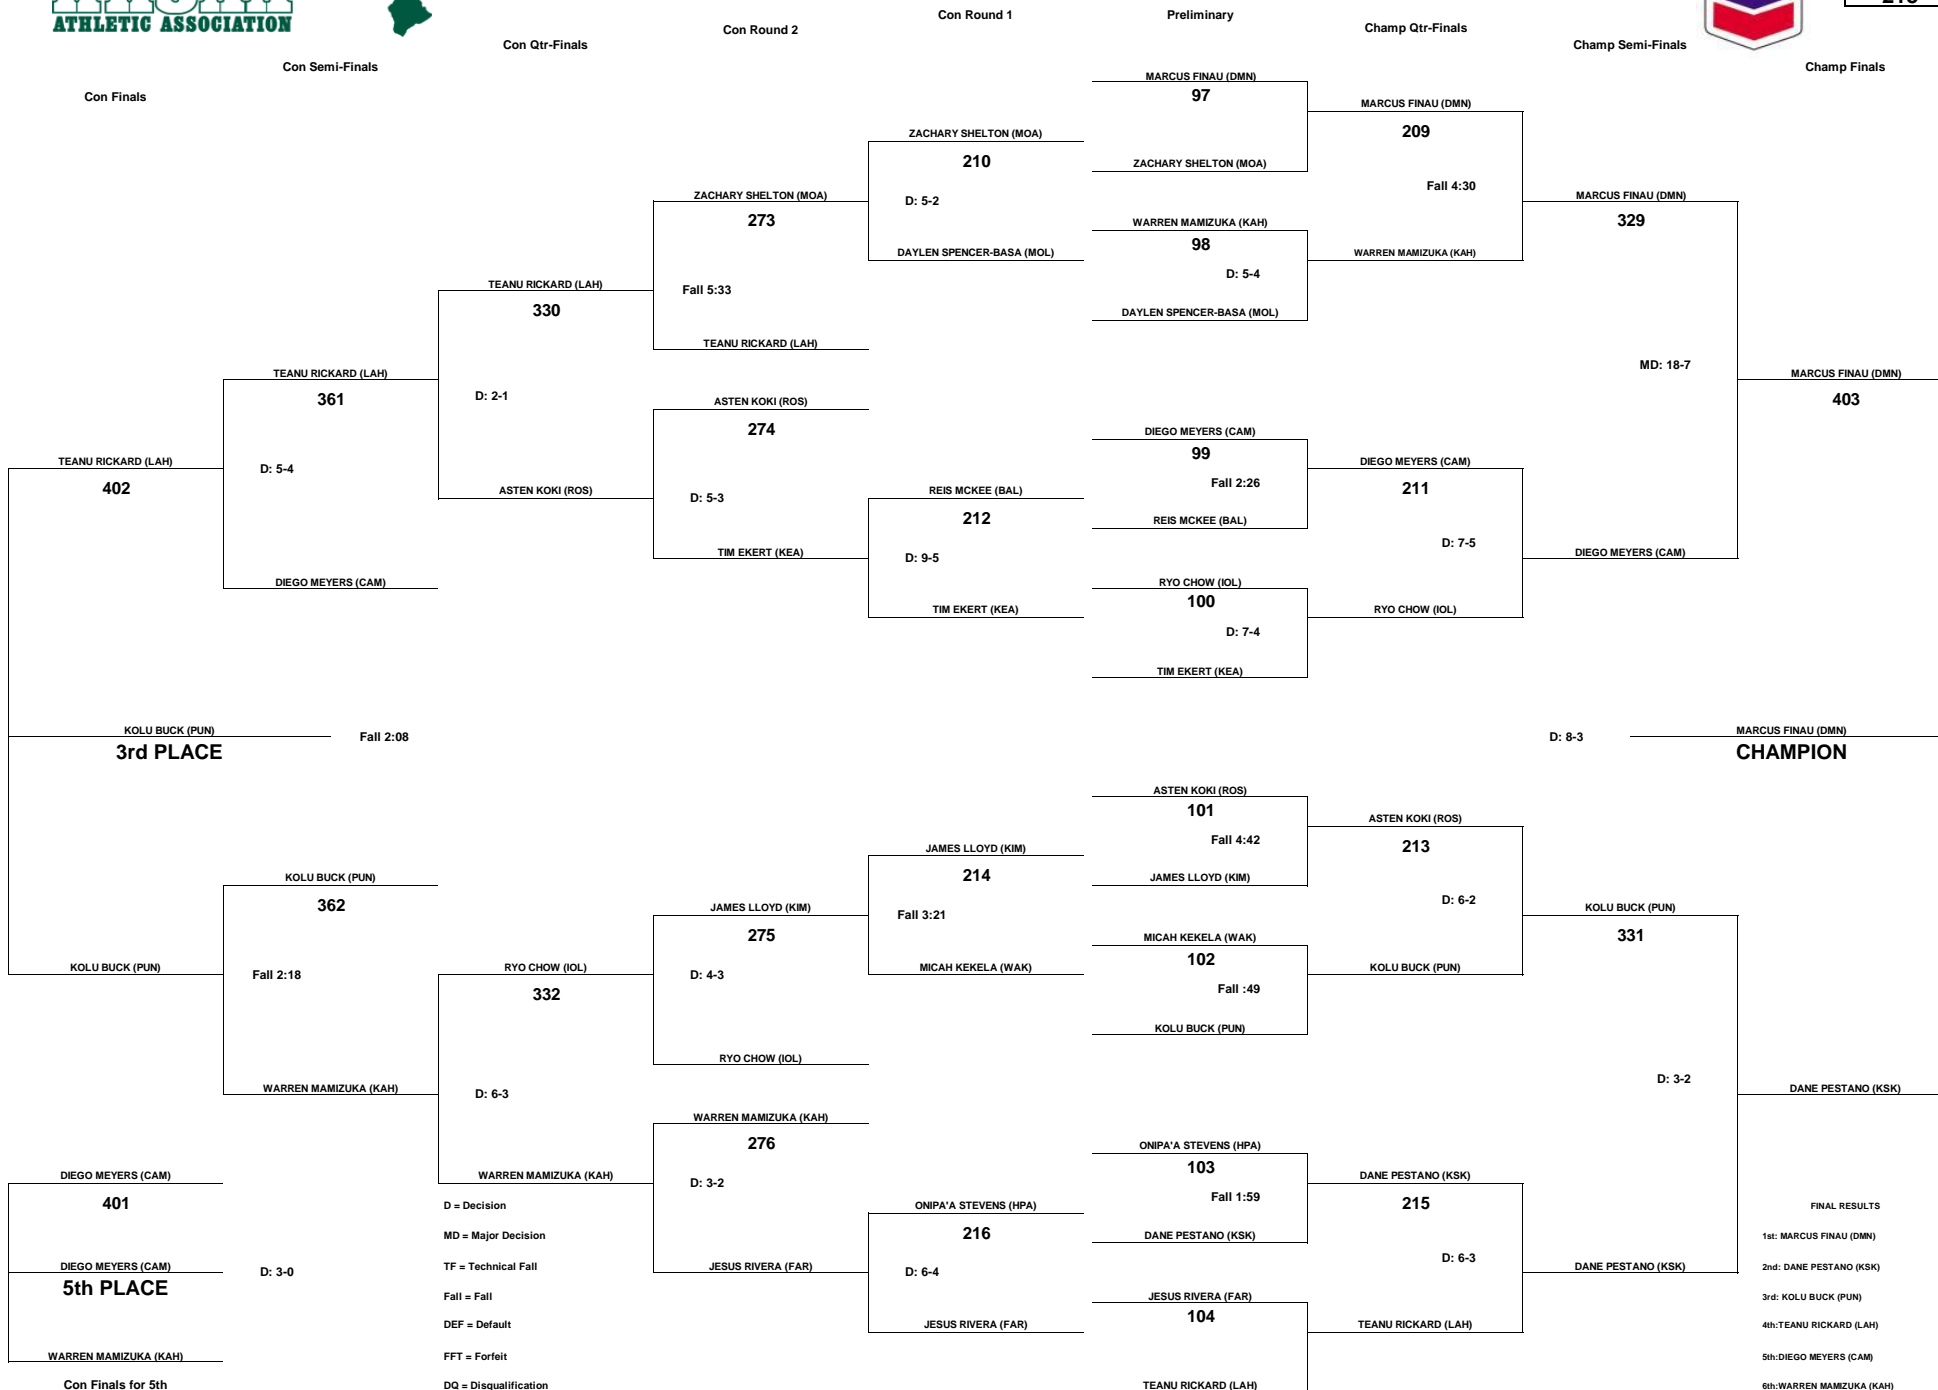 ATHLETIC ASSOCIATION
Con Round 1
Preliminary
Con Round 2
Champ Qtr-Finals
Con Qtr-Finals
Champ Semi-Finals
Con Semi-Finals
Champ Finals
Con Finals
MARCUS FINAU (DMN)
97
MARCUS FINAU (DMN)
ZACHARY SHELTON (MOA)
209
210
ZACHARY SHELTON (MOA)
Fall 4:30
ZACHARY SHELTON (MOA)
D: 5-2
MARCUS FINAU (DMN)
273
WARREN MAMIZUKA (KAH)
329
98
DAYLEN SPENCER-BASA (MOL)
WARREN MAMIZUKA (KAH)
D: 5-4
TEANU RICKARD (LAH)
Fall 5:33
330
DAYLEN SPENCER-BASA (MOL)
TEANU RICKARD (LAH)
MD: 18-7
TEANU RICKARD (LAH)
MARCUS FINAU (DMN)
361
D: 2-1
403
ASTEN KOKI (ROS)
274
DIEGO MEYERS (CAM)
99
TEANU RICKARD (LAH)
D: 5-4
DIEGO MEYERS (CAM)
402
Fall 2:26
211
ASTEN KOKI (ROS)
D: 5-3
REIS MCKEE (BAL)
212
REIS MCKEE (BAL)
D: 7-5
TIM EKERT (KEA)
D: 9-5
DIEGO MEYERS (CAM)
DIEGO MEYERS (CAM)
RYO CHOW (IOL)
100
TIM EKERT (KEA)
RYO CHOW (IOL)
D: 7-4
TIM EKERT (KEA)
KOLU BUCK (PUN)
Fall 2:08
D: 8-3
MARCUS FINAU (DMN)
3rd PLACE
CHAMPION
ASTEN KOKI (ROS)
101
ASTEN KOKI (ROS)
Fall 4:42
213
JAMES LLOYD (KIM)
214
KOLU BUCK (PUN)
JAMES LLOYD (KIM)
362
D: 6-2
JAMES LLOYD (KIM)
Fall 3:21
KOLU BUCK (PUN)
275
MICAH KEKELA (WAK)
331
102
KOLU BUCK (PUN)
Fall 2:18
RYO CHOW (IOL)
D: 4-3
MICAH KEKELA (WAK)
KOLU BUCK (PUN)
332
Fall :49
KOLU BUCK (PUN)
RYO CHOW (IOL)
WARREN MAMIZUKA (KAH)
D: 6-3
D: 3-2
DANE PESTANO (KSK)
WARREN MAMIZUKA (KAH)
276
ONIPA'A STEVENS (HPA)
103
DIEGO MEYERS (CAM)
WARREN MAMIZUKA (KAH)
D: 3-2
DANE PESTANO (KSK)
401
Fall 1:59
215
D = Decision
ONIPA'A STEVENS (HPA)
FINAL RESULTS
216
MD = Major Decision
DANE PESTANO (KSK)
1st: MARCUS FINAU (DMN)
D: 6-3
DIEGO MEYERS (CAM)
D: 3-0
TF = Technical Fall
JESUS RIVERA (FAR)
D: 6-4
DANE PESTANO (KSK)
2nd: DANE PESTANO (KSK)
5th PLACE
Fall = Fall
JESUS RIVERA (FAR)
3rd: KOLU BUCK (PUN)
104
DEF = Default
JESUS RIVERA (FAR)
TEANU RICKARD (LAH)
4th:TEANU RICKARD (LAH)
WARREN MAMIZUKA (KAH)
FFT = Forfeit
5th:DIEGO MEYERS (CAM)
Con Finals for 5th
DQ = Disqualification
TEANU RICKARD (LAH)
6th:WARREN MAMIZUKA (KAH)